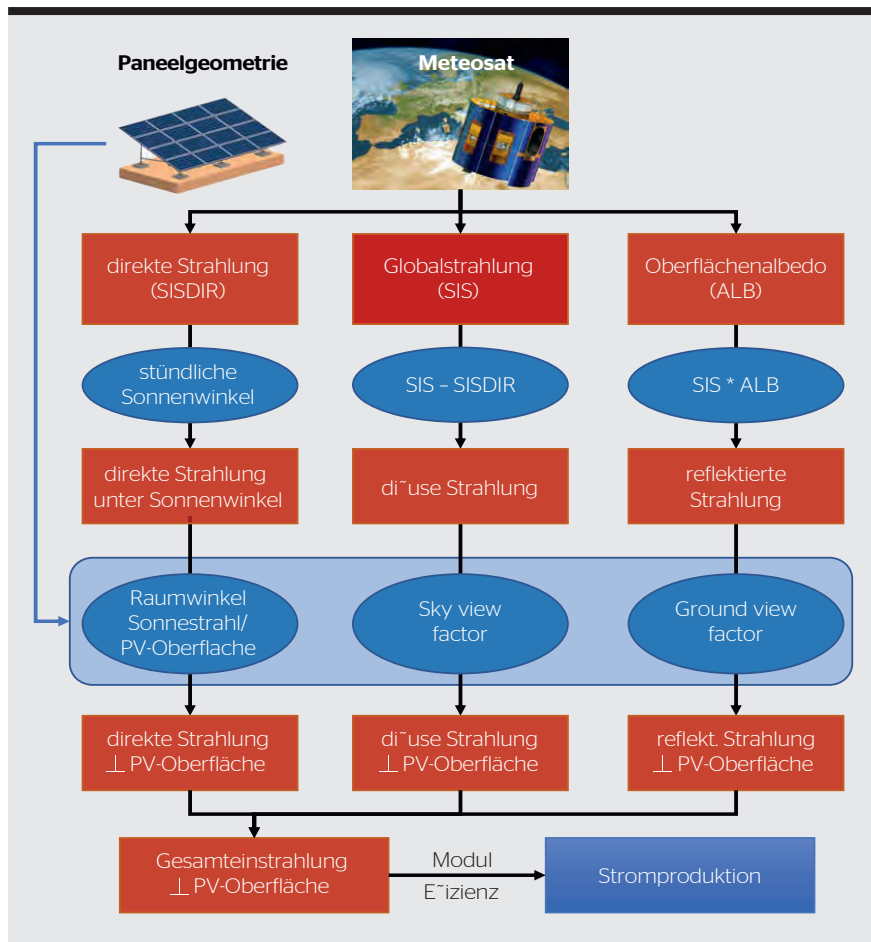 Paneelgeometrie
Meteosat
direkte Strahlung
(SISDIR)
Globalstrahlung
(SIS)
Oberflächenalbedo
(ALB)
stündliche
Sonnenwinkel
SIS – SISDIR
SIS * ALB
direkte Strahlung
unter Sonnenwinkel
di˜use Strahlung
reflektierte
Strahlung
Raumwinkel
Sonnestrahl/
PV-Oberflache
Sky view
factor
Ground view
factor
direkte Strahlung
⊥ PV-Oberfläche
di˜use Strahlung
⊥ PV-Oberfläche
reflekt. Strahlung
⊥ PV-Oberfläche
Gesamteinstrahlung
⊥ PV-Oberfläche
Modul
E˜izienz
Stromproduktion